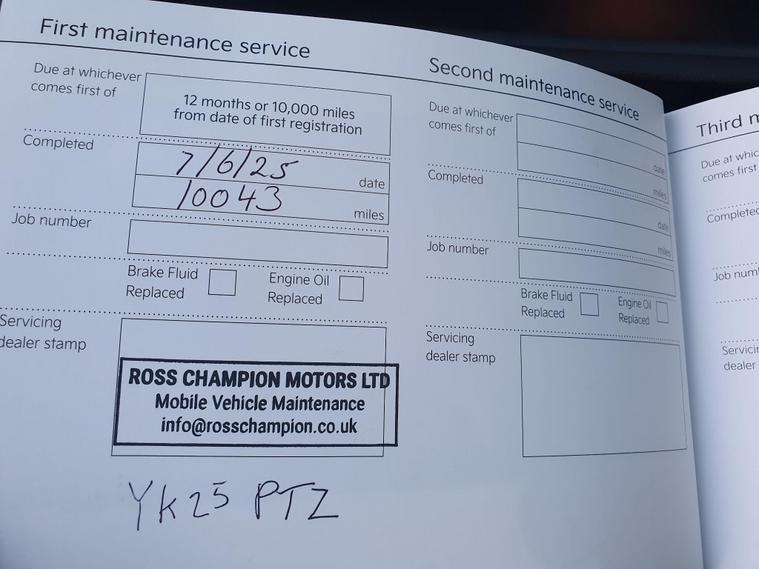 First maintenance service
Due at whichever
comes first of
12 months or 10,000 miles
from date of first registration
Completed
7/6/25
date
10043
miles
Job number
Brake Fluid
Replaced
Engine Oil
Replaced
Servicing
dealer stamp
ROSS CHAMPION MOTORS LTD
Mobile Vehicle Maintenance
info@rosschampion.co.uk
YK25 PTZ
Second maintenance service
Due at whichever
comes first of
date
miles
Completed
date
miles
Job number
Brake Fluid
Replaced
Engine Oil
Replaced
Servicing
dealer stamp
Third m
Due at whic
comes first
Completed
Job num
Servicin
dealer